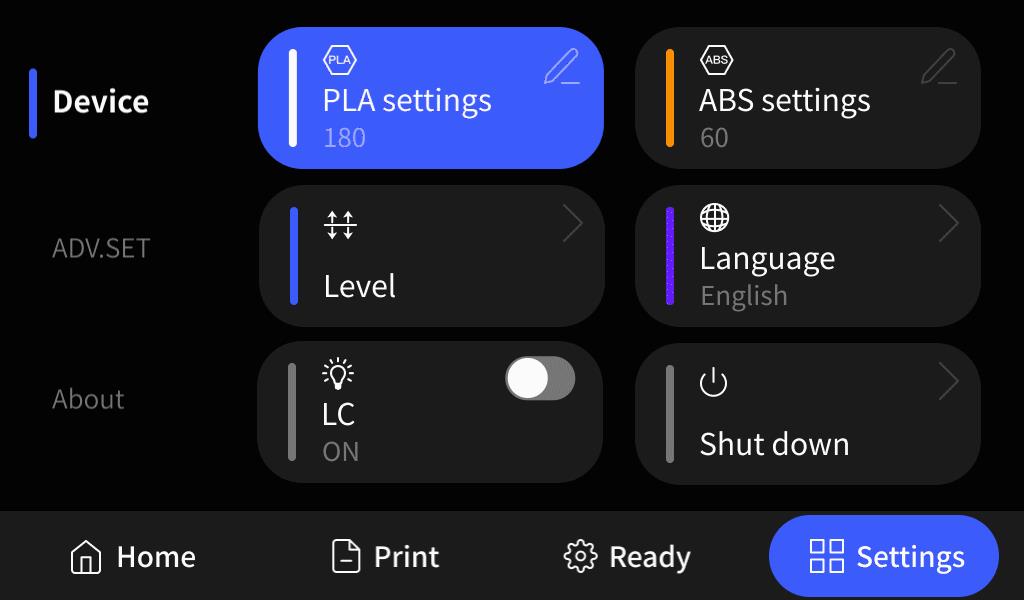 Device
ADV.SET
About
PLA
PLA settings
180
ABS
ABS settings
60
Level
Language
English
LC
ON
Shut down
Home
Print
Ready
Settings